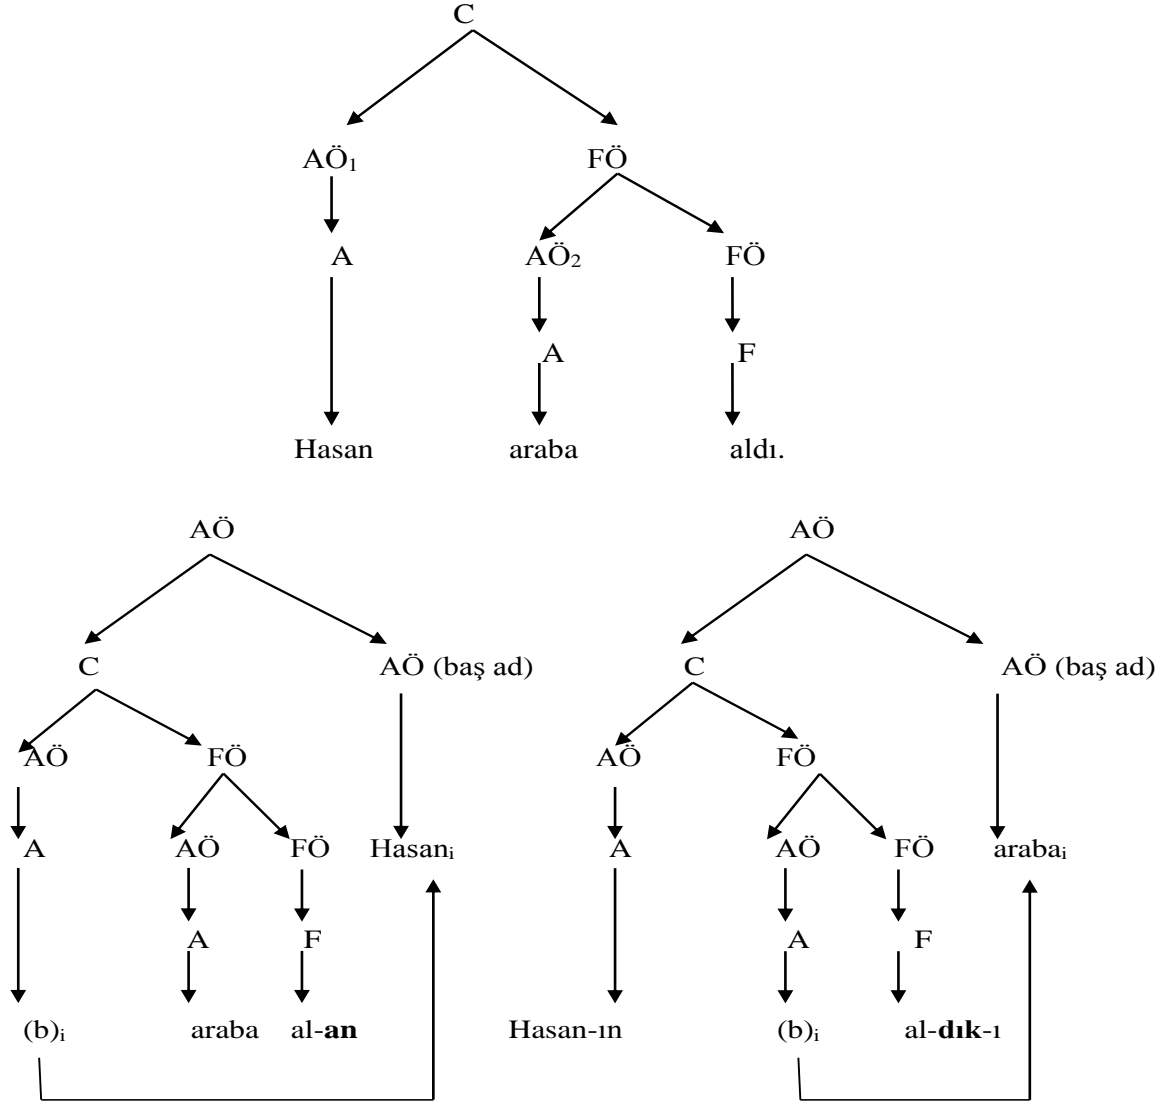 C
AÖ₁ FÖ
A AÖ₂ FÖ
A F
Hasan araba aldı.
AÖ AÖ
C AÖ (baş ad) C AÖ (baş ad)
AÖ FÖ AÖ FÖ
A AÖ FÖ Hasanᵢ A AÖ FÖ arabaᵢ
A F A F
(b)ᵢ araba al-an Hasan-ın (b)ᵢ al-dık-ı